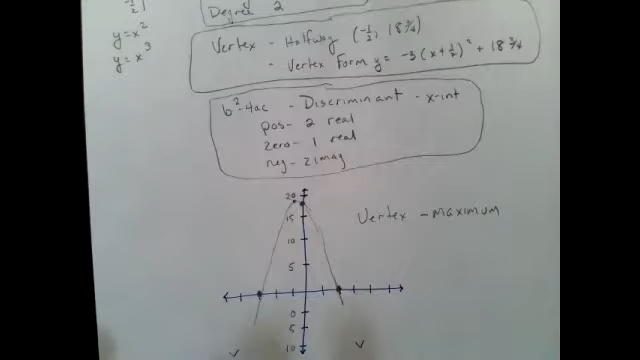 Degree 2
y = x²
y = x³
Vertex - Halfway (-½, 18 ¾)
- Vertex Form y = -3(x+½)² + 18 ¾
b²-4ac - Discriminant - x-int
pos - 2 real
zero - 1 real
neg - 2 imag
Vertex - maximum
20
15
10
5
0
5
10